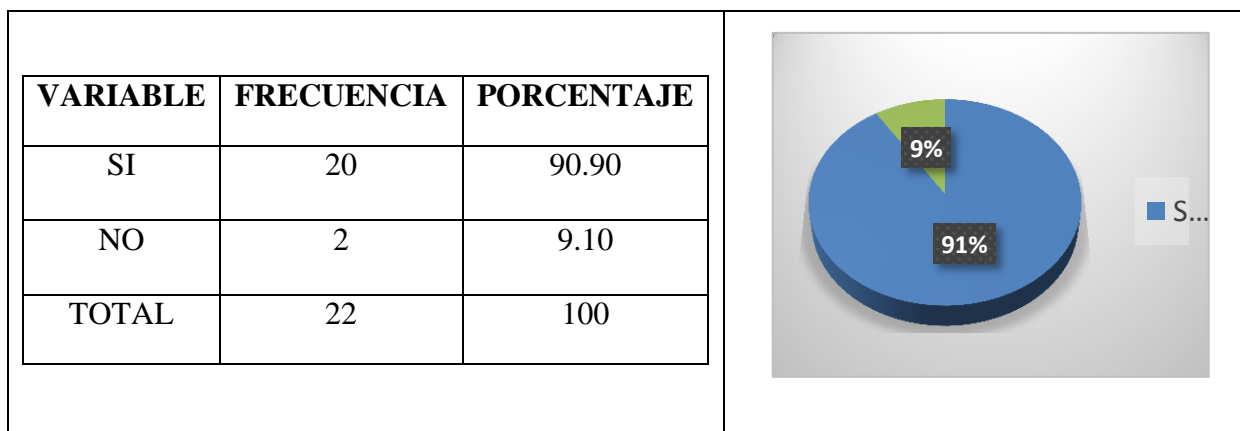 VARIABLE FRECUENCIA PORCENTAJE
SI 20 90.90
NO 2 9.10
TOTAL 22 100
9%
91%
S...